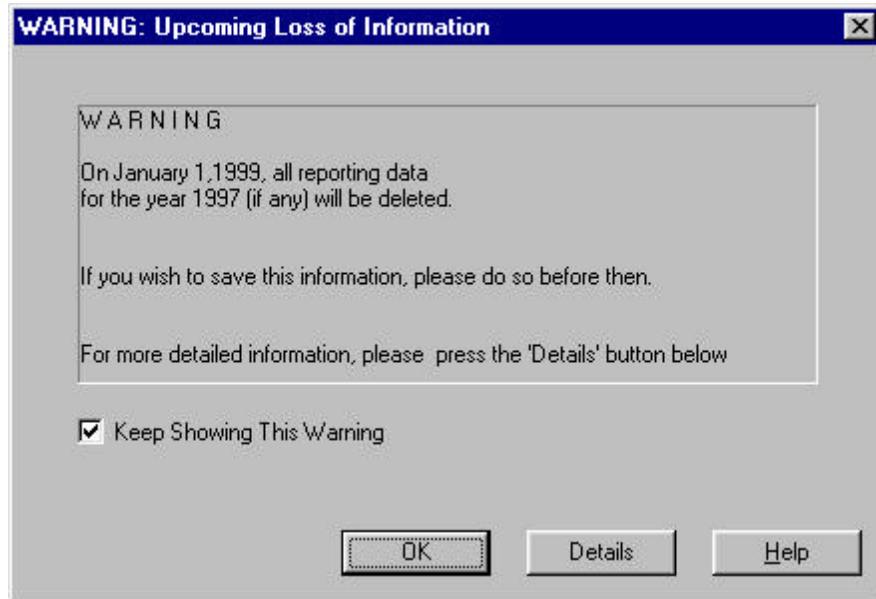 WARNING: Upcoming Loss of Information
W A R N I N G
On January 1,1999, all reporting data
for the year 1997 (if any) will be deleted.
If you wish to save this information, please do so before then.
For more detailed information, please  press the 'Details' button below
Keep Showing This Warning
OK
Details
Help